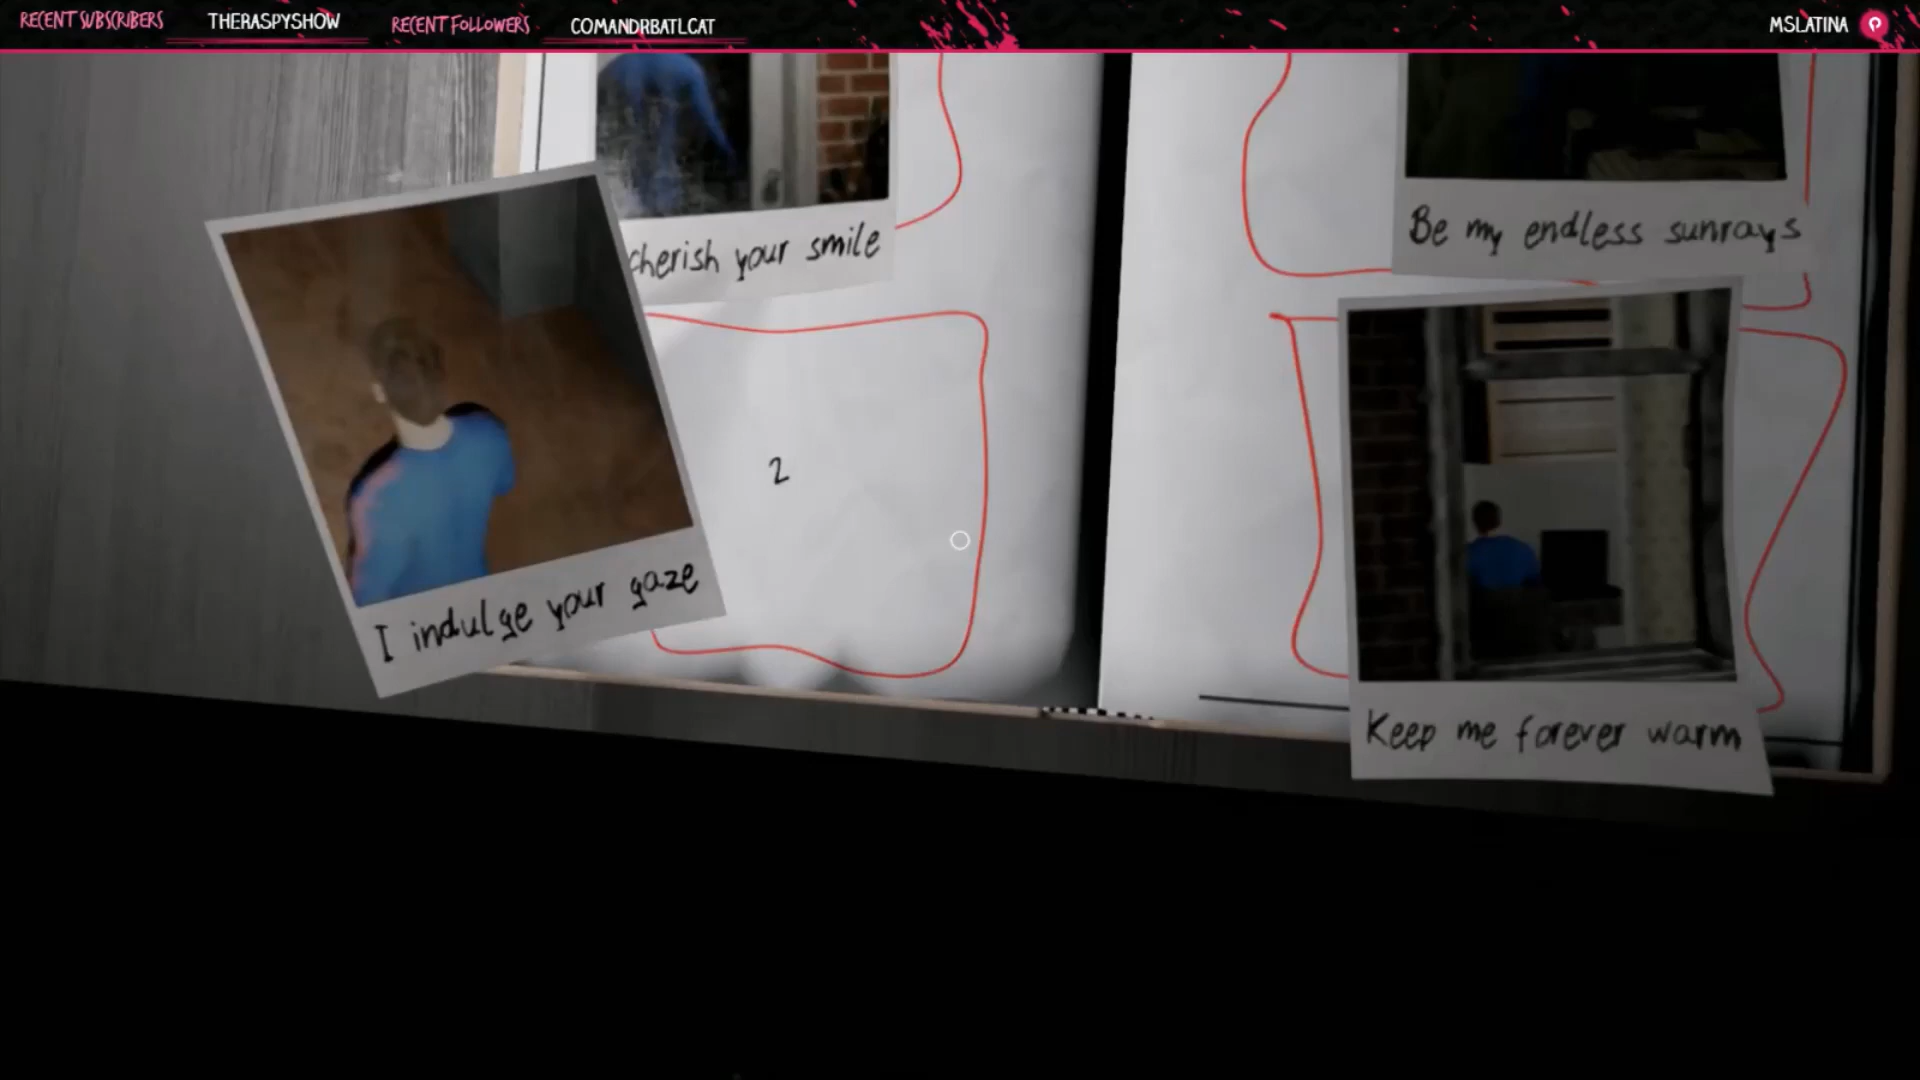 RECENT SUBSCRIBERS THERASPYSHOW RECENT FOLLOWERS COMANDRBATLCAT MSLATINA
cherish your smile
Be my endless sunrays
2
I indulge your gaze
Keep me forever warm